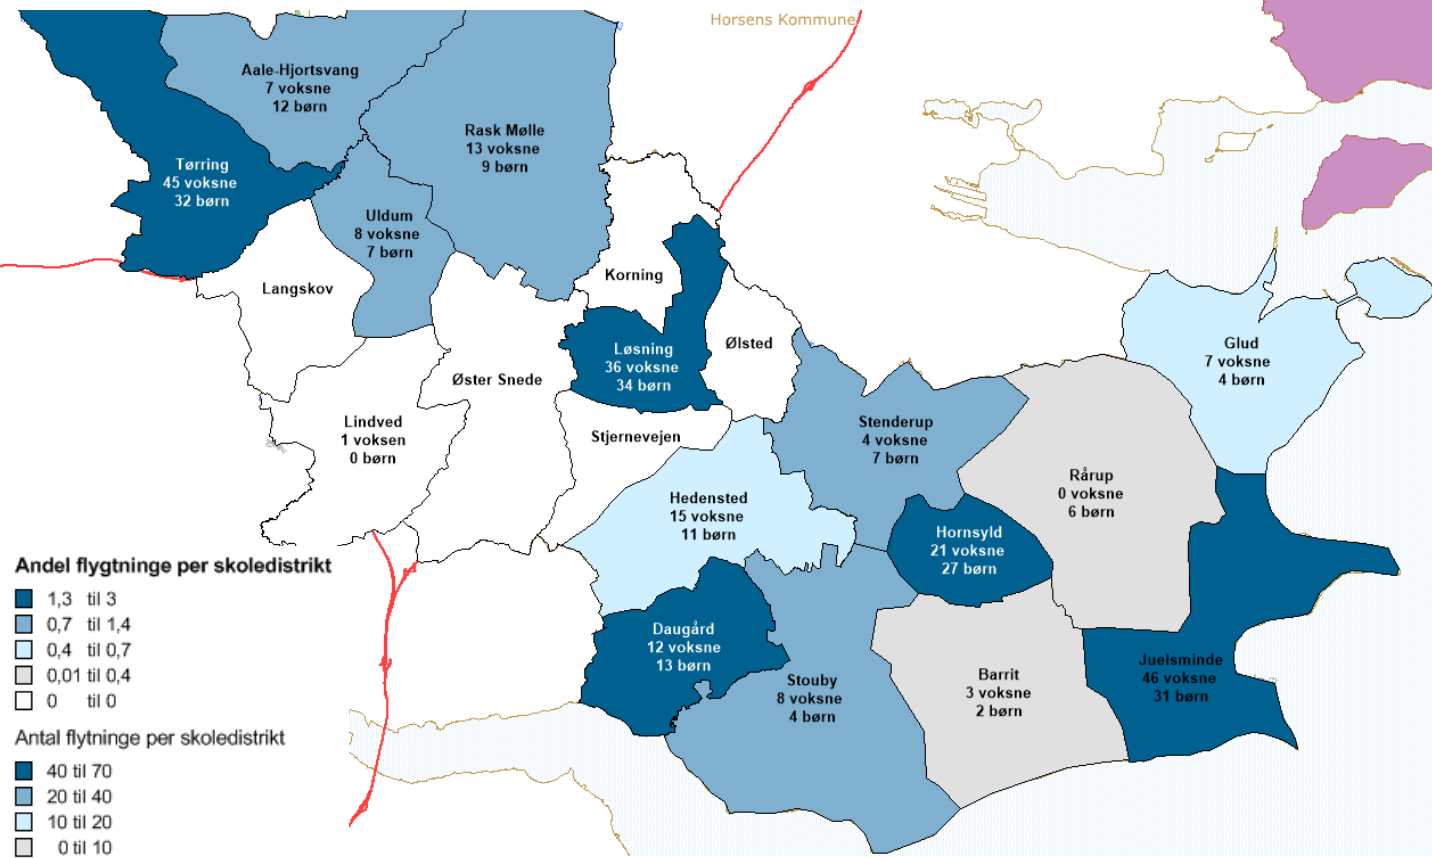 Horsens Kommune
Aale-Hjortsvang
7 voksne
12 børn
Rask Mølle
13 voksne
9 børn
Tørring
45 voksne
32 børn
Uldum
8 voksne
7 børn
Langskov
Korning
Løsning
36 voksne
34 børn
Ølsted
Glud
7 voksne
4 børn
Øster Snede
Lindved
1 voksen
0 børn
Stjernevejen
Stenderup
4 voksne
7 børn
Rårup
0 voksne
6 børn
Hedensted
15 voksne
11 børn
Hornsyld
21 voksne
27 børn
Daugård
12 voksne
13 børn
Stouby
8 voksne
4 børn
Barrit
3 voksne
2 børn
Juelsminde
46 voksne
31 børn
Andel flygtninge per skoledistrikt
1,3 til 3
0,7 til 1,4
0,4 til 0,7
0,01 til 0,4
0 til 0
Antal flytninge per skoledistrikt
40 til 70
20 til 40
10 til 20
0 til 10